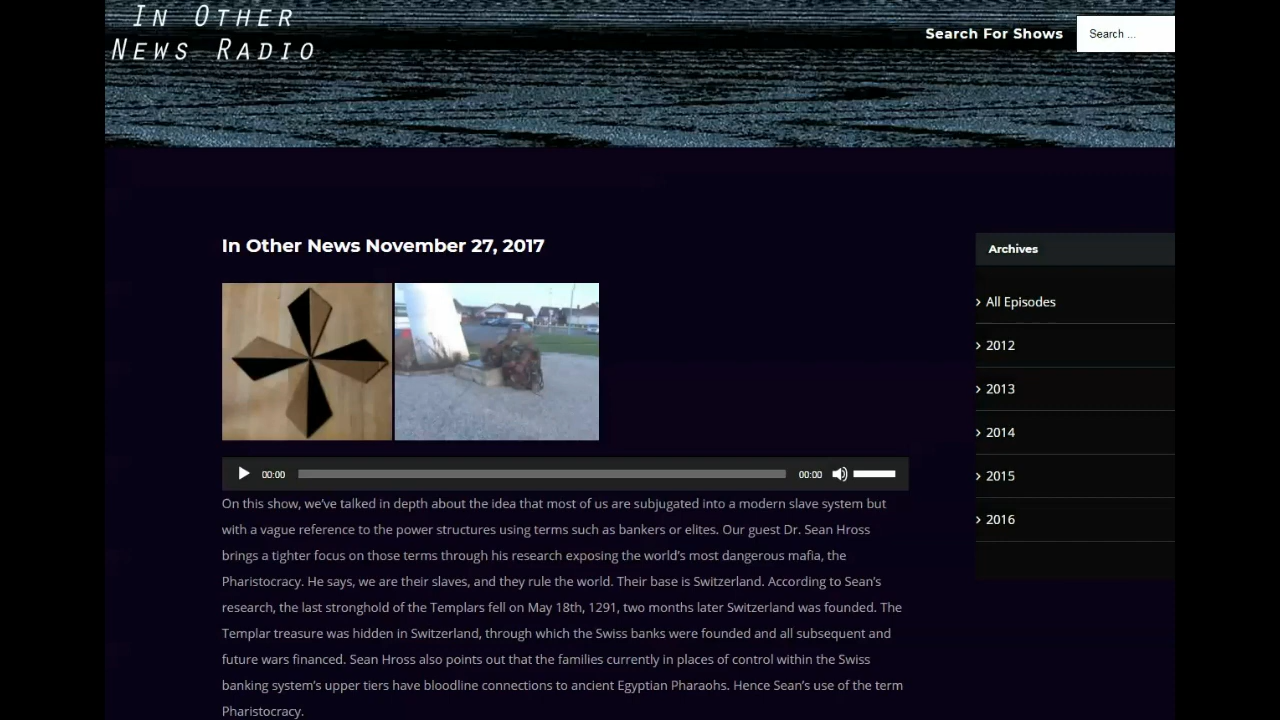 In Other
News Radio
Search For Shows
Search ...
In Other News November 27, 2017
Archives
All Episodes
2012
2013
2014
2015
2016
00:00
00:00
On this show, we've talked in depth about the idea that most of us are subjugated into a modern slave system but
with a vague reference to the power structures using terms such as bankers or elites. Our guest Dr. Sean Hross
brings a tighter focus on those terms through his research exposing the world's most dangerous mafia, the
Pharistocracy. He says, we are their slaves, and they rule the world. Their base is Switzerland. According to Sean's
research, the last stronghold of the Templars fell on May 18th, 1291, two months later Switzerland was founded. The
Templar treasure was hidden in Switzerland, through which the Swiss banks were founded and all subsequent and
future wars financed. Sean Hross also points out that the families currently in places of control within the Swiss
banking system's upper tiers have bloodline connections to ancient Egyptian Pharaohs. Hence Sean's use of the term
Pharistocracy.